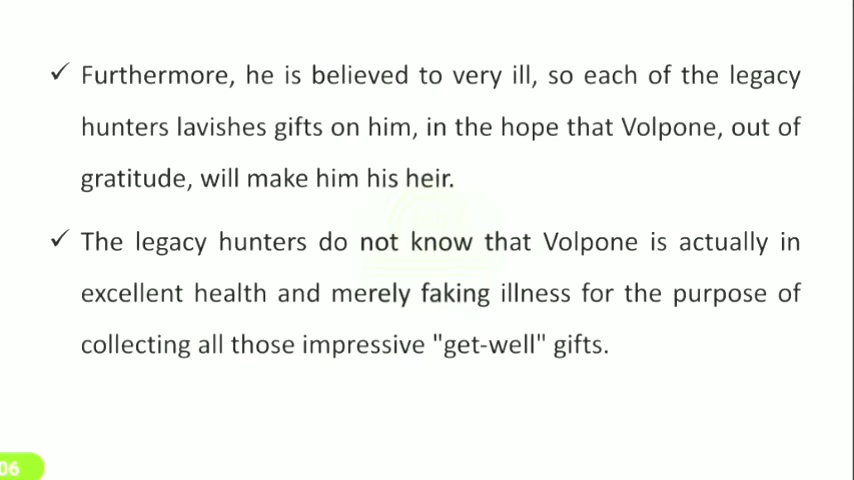 ✓ Furthermore, he is believed to very ill, so each of the legacy
hunters lavishes gifts on him, in the hope that Volpone, out of
gratitude, will make him his heir.
✓ The legacy hunters do not know that Volpone is actually in
excellent health and merely faking illness for the purpose of
collecting all those impressive "get-well" gifts.
06